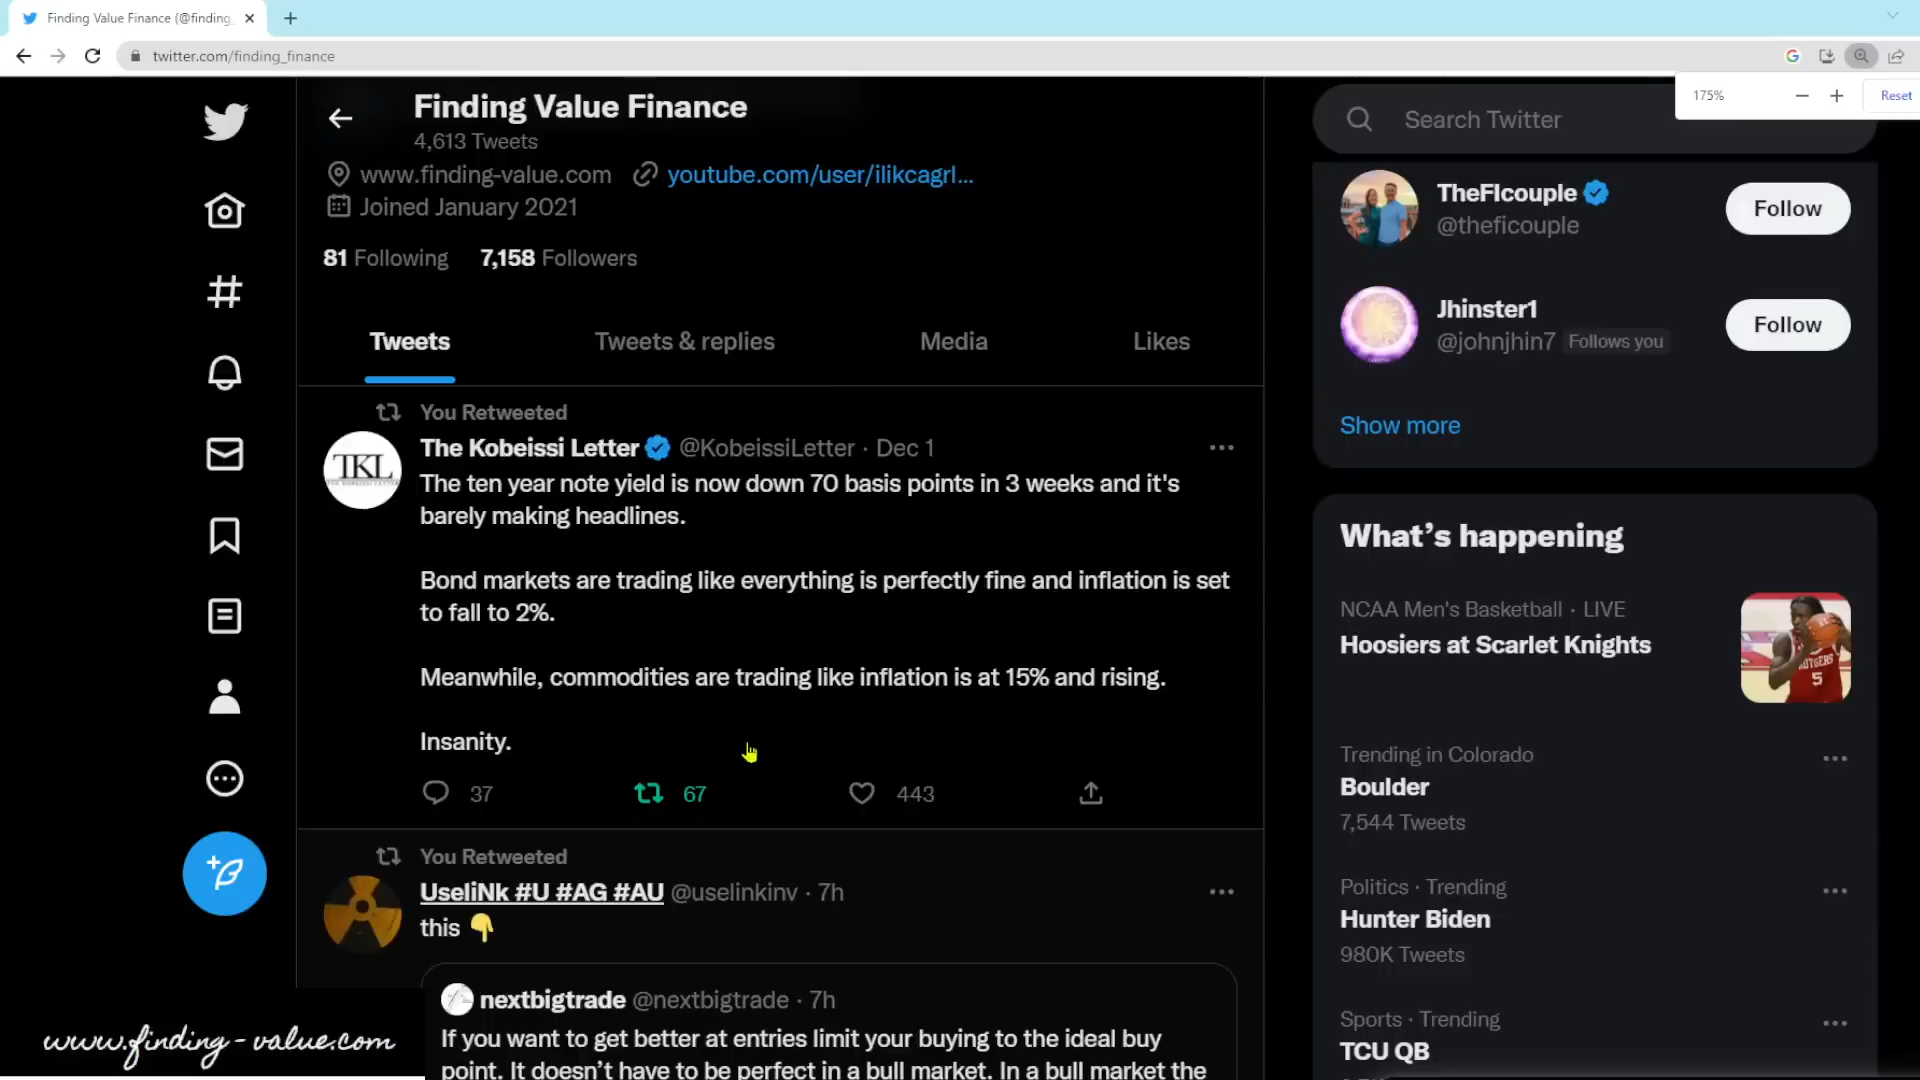 Finding Value Finance (@finding_
twitter.com/finding_finance
175%
Reset
Finding Value Finance
4,613 Tweets
www.finding-value.com youtube.com/user/ilikcagrl...
Joined January 2021
81 Following 7,158 Followers
Tweets Tweets & replies Media Likes
You Retweeted
The Kobeissi Letter @KobeissiLetter · Dec 1
TKL
The ten year note yield is now down 70 basis points in 3 weeks and it's
barely making headlines.
Bond markets are trading like everything is perfectly fine and inflation is set
to fall to 2%.
Meanwhile, commodities are trading like inflation is at 15% and rising.
Insanity.
37 67 443
You Retweeted
UseliNk #U #AG #AU @uselinkinv · 7h
this 👇
nextbigtrade @nextbigtrade · 7h
If you want to get better at entries limit your buying to the ideal buy
point. It doesn't have to be perfect in a bull market. In a bull market the
www.finding-value.com
Search Twitter
TheFIcouple
@theficouple
Follow
Jhinster1
@johnjhin7 Follows you
Follow
Show more
What's happening
NCAA Men's Basketball · LIVE
Hoosiers at Scarlet Knights
RUTGERS
5
Trending in Colorado
Boulder
7,544 Tweets
Politics · Trending
Hunter Biden
980K Tweets
Sports · Trending
TCU QB